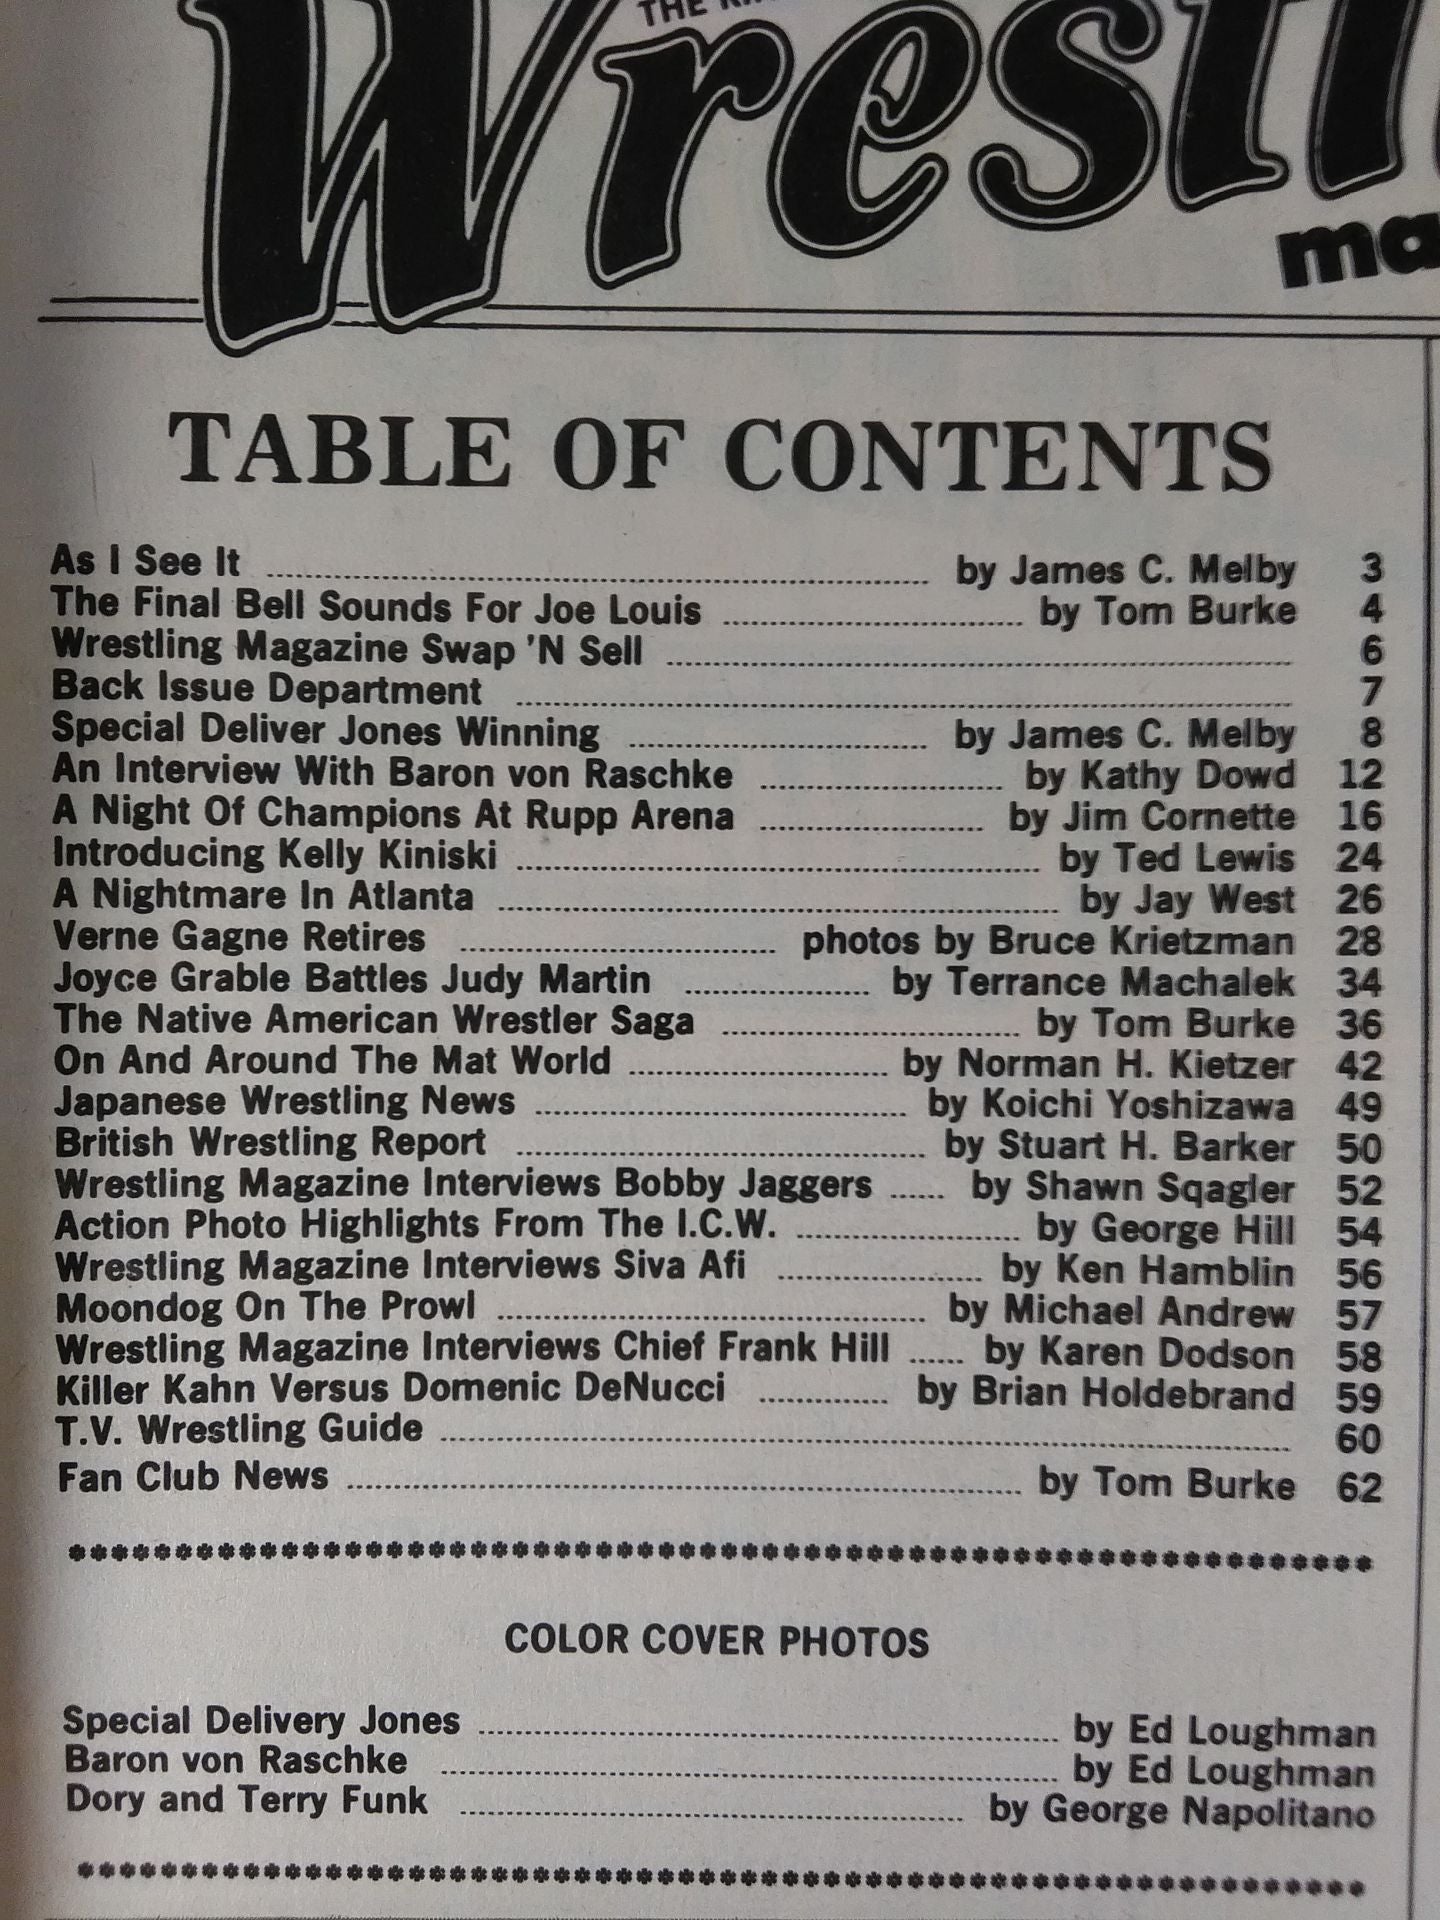 THE
Wrestl
ma
TABLE OF CONTENTS
As I See It ........ by James C. Melby 3
The Final Bell Sounds For Joe Louis ........ by Tom Burke 4
Wrestling Magazine Swap 'N Sell ........ 6
Back Issue Department ........ 7
Special Deliver Jones Winning ........ by James C. Melby 8
An Interview With Baron von Raschke ........ by Kathy Dowd 12
A Night Of Champions At Rupp Arena ........ by Jim Cornette 16
Introducing Kelly Kiniski ........ by Ted Lewis 24
A Nightmare In Atlanta ........ by Jay West 26
Verne Gagne Retires ........ photos by Bruce Krietzman 28
Joyce Grable Battles Judy Martin ........ by Terrance Machalek 34
The Native American Wrestler Saga ........ by Tom Burke 36
On And Around The Mat World ........ by Norman H. Kietzer 42
Japanese Wrestling News ........ by Koichi Yoshizawa 49
British Wrestling Report ........ by Stuart H. Barker 50
Wrestling Magazine Interviews Bobby Jaggers ...... by Shawn Sqagler 52
Action Photo Highlights From The I.C.W. ........ by George Hill 54
Wrestling Magazine Interviews Siva Afi ........ by Ken Hamblin 56
Moondog On The Prowl ........ by Michael Andrew 57
Wrestling Magazine Interviews Chief Frank Hill ...... by Karen Dodson 58
Killer Kahn Versus Domenic DeNucci ........ by Brian Holdebrand 59
T.V. Wrestling Guide ........ 60
Fan Club News ........ by Tom Burke 62
COLOR COVER PHOTOS
Special Delivery Jones ........ by Ed Loughman
Baron von Raschke ........ by Ed Loughman
Dory and Terry Funk ........ by George Napolitano